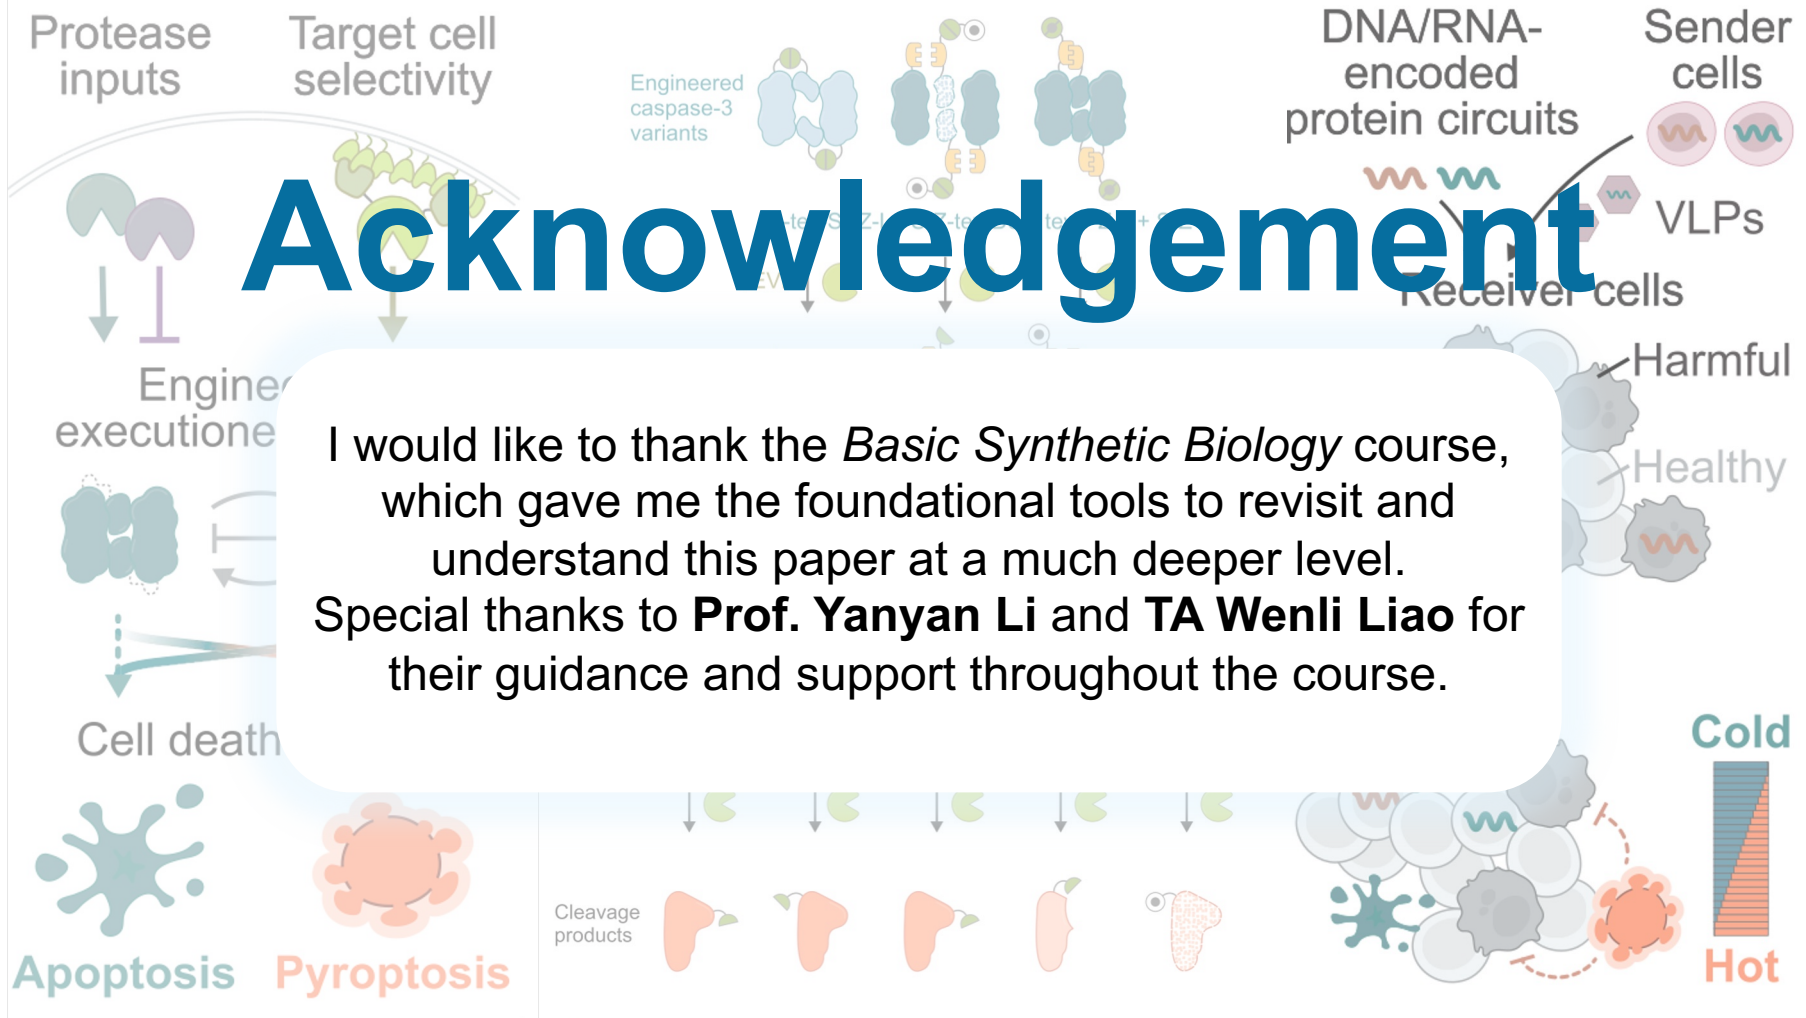 Protease
inputs
Target cell
selectivity
Engineered
caspase-3
variants
DNA/RNA-
encoded
protein circuits
Sender
cells
VLPs
Receiver cells
Acknowledgement
Harmful
Healthy
I would like to thank the Basic Synthetic Biology course,
which gave me the foundational tools to revisit and
understand this paper at a much deeper level.
Special thanks to Prof. Yanyan Li and TA Wenli Liao for
their guidance and support throughout the course.
Cell death
Apoptosis
Pyroptosis
Cleavage
products
Cold
Hot